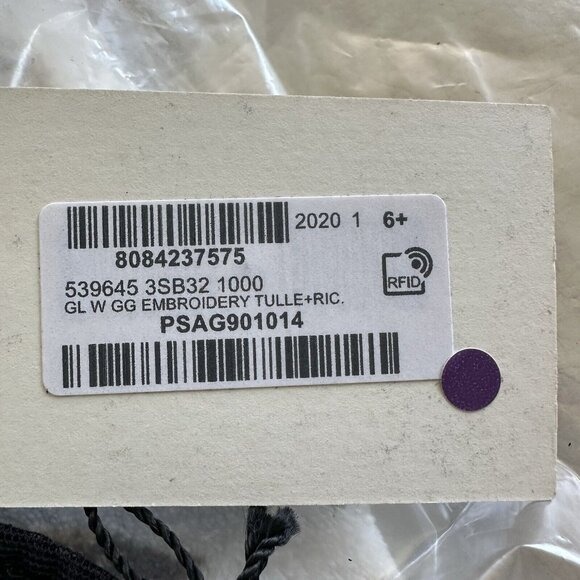 2020 1 6+
8084237575
539645 3SB32 1000
RFID
GL W GG EMBROIDERY TULLE+RIC.
PSAG901014